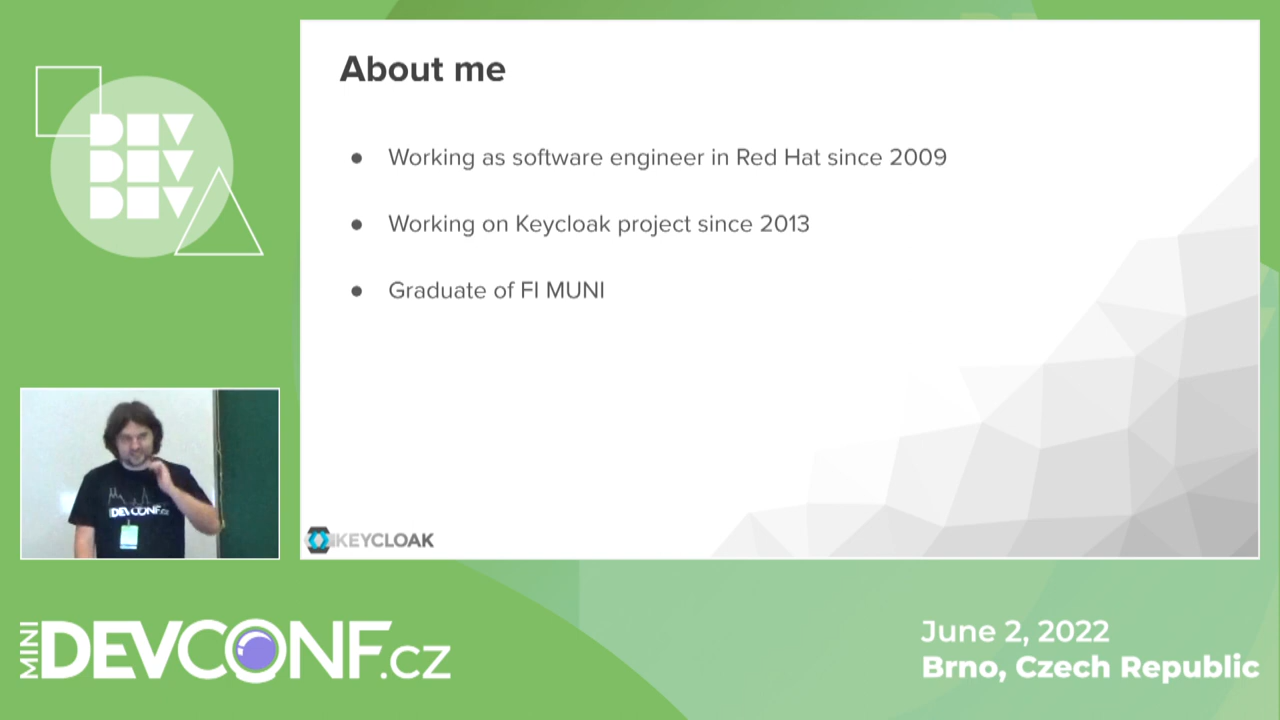 DEV
DEV
DEV
About me
● Working as software engineer in Red Hat since 2009
● Working on Keycloak project since 2013
● Graduate of FI MUNI
DEVCONF.cz
KEYCLOAK
MINI DEVCONF.CZ
June 2, 2022
Brno, Czech Republic